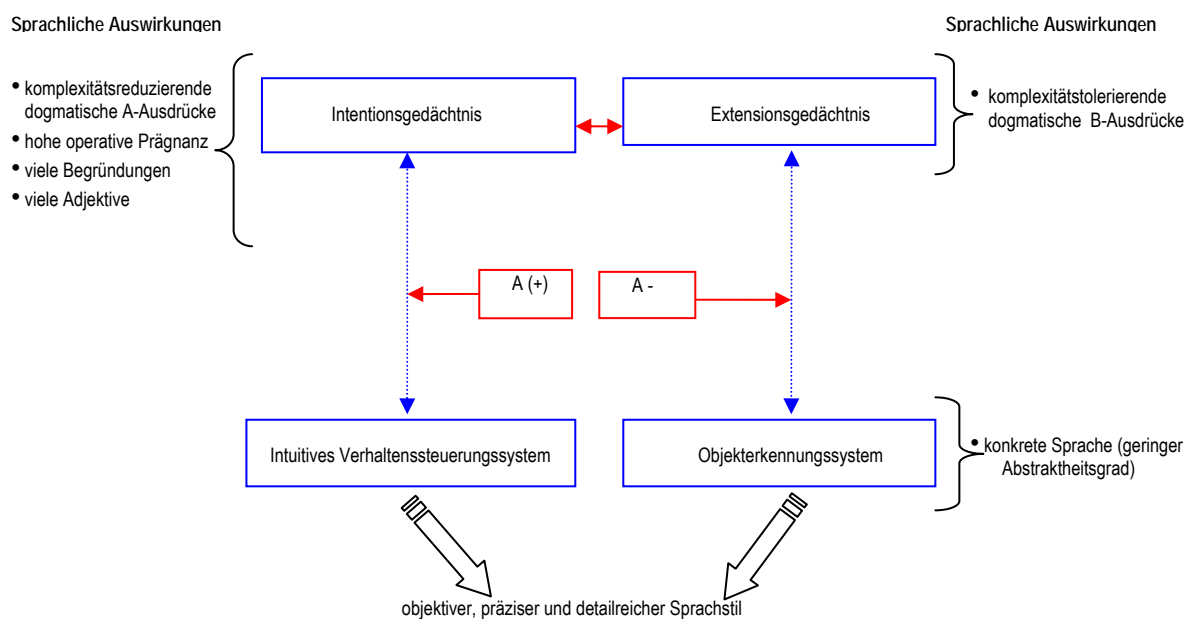 Sprachliche Auswirkungen
Sprachliche Auswirkungen
• komplexitätsreduzierende
dogmatische A-Ausdrücke
• hohe operative Prägnanz
• viele Begründungen
• viele Adjektive
Intentionsgedächtnis
Extensionsgedächtnis
• komplexitätstolerierende
dogmatische B-Ausdrücke
A (+)
A -
Intuitives Verhaltenssteuerungssystem
Objekterkennungssystem
• konkrete Sprache (geringer
Abstraktheitsgrad)
objektiver, präziser und detailreicher Sprachstil